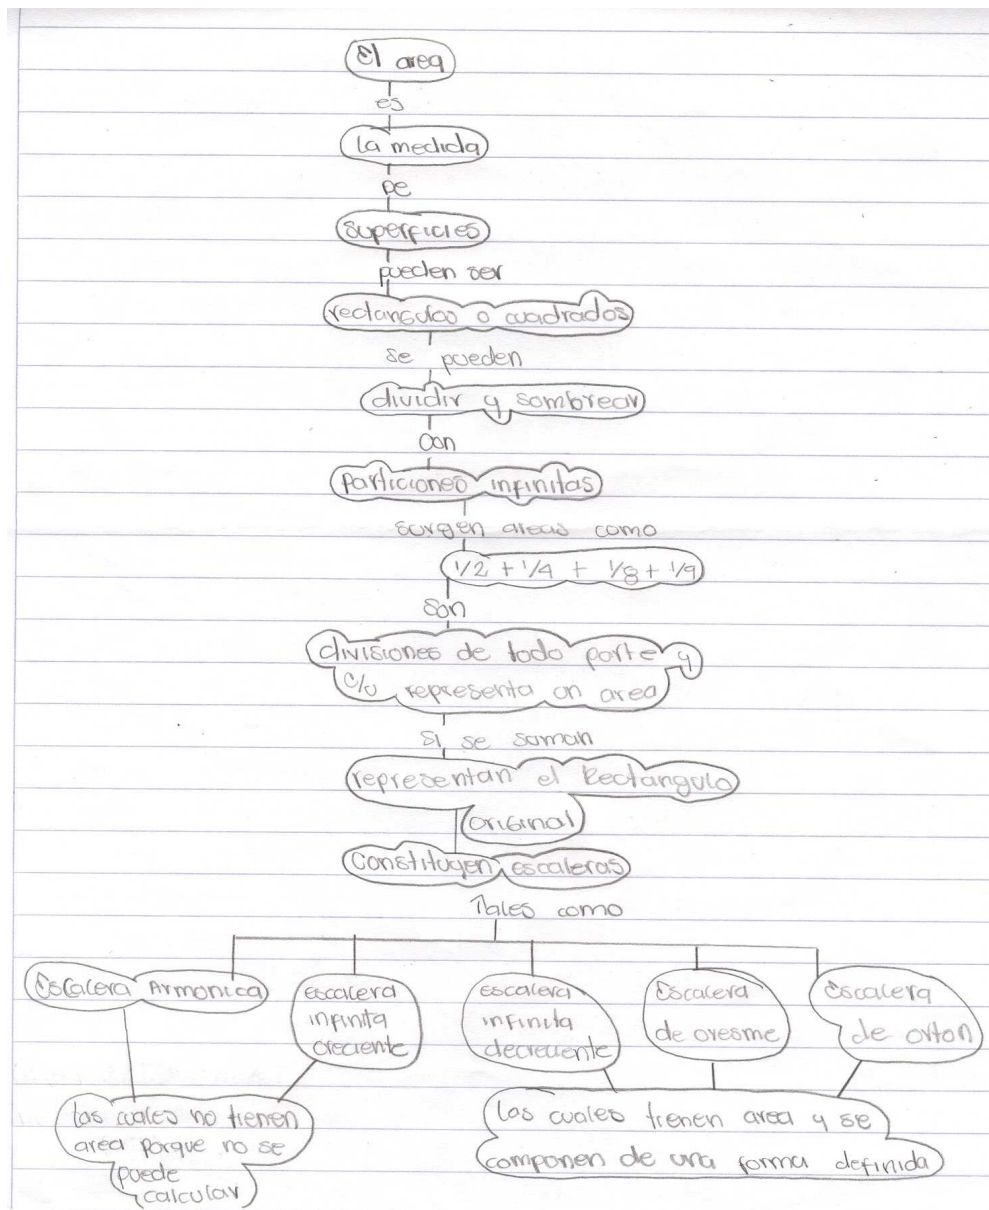 El area
es
la medida
De
superficies
pueden ser
rectangulos o cuadrados
se pueden
dividir y sombrear
con
particiones infinitas
surgen areas como
1/2 + 1/4 + 1/8 + 1/9
son
divisiones de todo parte y
c/u representa un area
si se suman
representan el Rectangulo
original
Constituyen escaleras
Tales como
Escalera Armonica
escalera
infinita
creciente
escalera
infinita
decreciente
Escalera
de oresme
Escalera
de orton
las cuales no tienen
area porque no se
puede
calcular
las cuales tienen area y se
componen de una forma definida